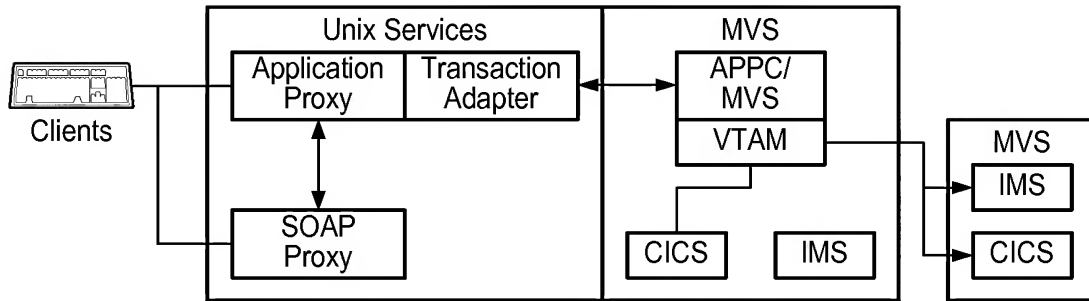 Unix Services
MVS
Application
Proxy
Transaction
Adapter
APPC/
MVS
VTAM
Clients
SOAP
Proxy
CICS
IMS
MVS
IMS
CICS